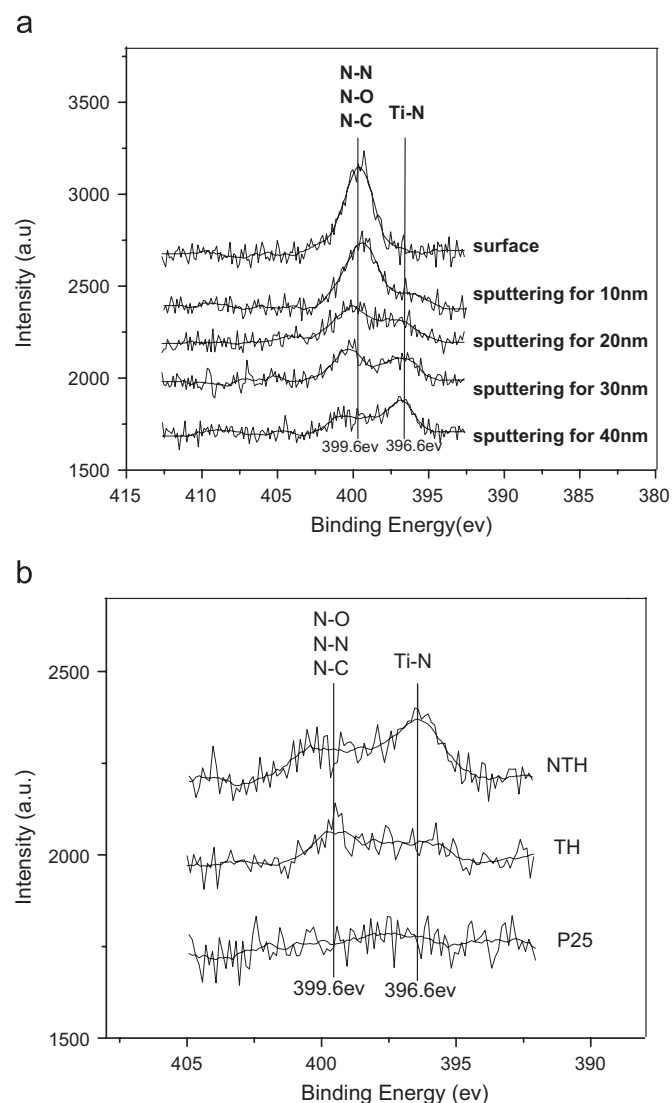 a
N-N
N-O
N-C
Ti-N
3500
3000
2500
2000
1500
Intensity (a.u)
surface
sputtering for 10nm
sputtering for 20nm
sputtering for 30nm
sputtering for 40nm
399.6ev
396.6ev
415
410
405
400
395
390
385
380
Binding Energy(ev)
b
N-O
N-N
N-C
Ti-N
2500
2000
1500
Intensity (a.u.)
NTH
TH
P25
399.6ev
396.6ev
405
400
395
390
Binding Energy (ev)